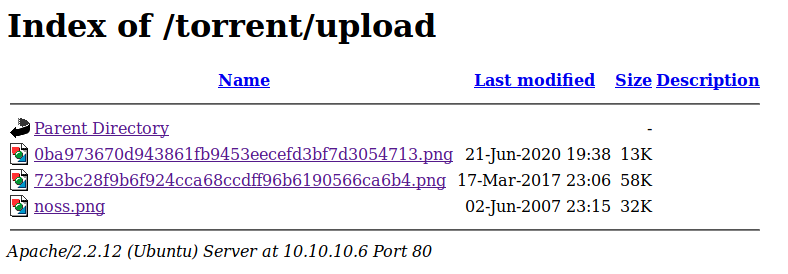 Index of /torrent/upload
Name Last modified Size Description
Parent Directory -
0ba973670d943861fb9453eecefd3bf7d3054713.png 21-Jun-2020 19:38 13K
723bc28f9b6f924cca68ccdff96b6190566ca6b4.png 17-Mar-2017 23:06 58K
noss.png 02-Jun-2007 23:15 32K
Apache/2.2.12 (Ubuntu) Server at 10.10.10.6 Port 80